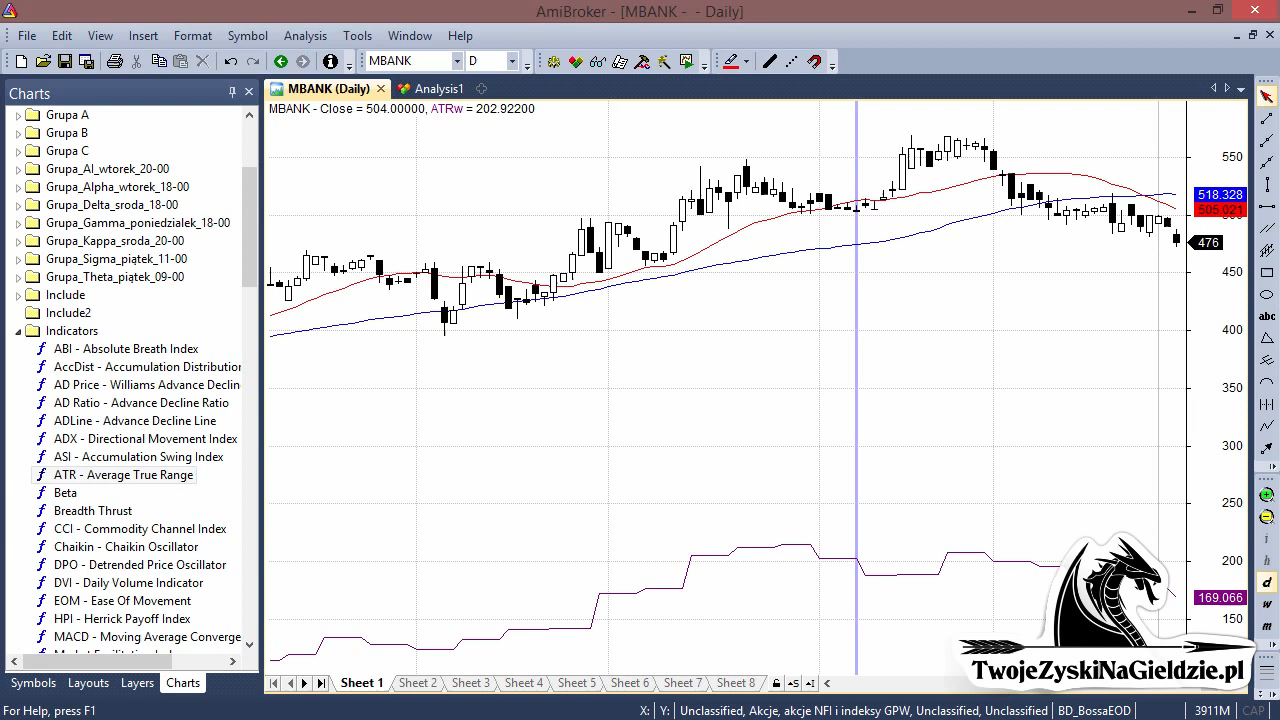 AmiBroker - [MBANK - - Daily]
File Edit View Insert Format Symbol Analysis Tools Window Help
MBANK D
Charts
MBANK (Daily) Analysis1
MBANK - Close = 504.00000, ATRw = 202.92200
Grupa A
Grupa B
Grupa C
Grupa_Al_wtorek_20-00
Grupa_Alpha_wtorek_18-00
Grupa_Delta_sroda_18-00
Grupa_Gamma_poniedzialek_18-00
Grupa_Kappa_sroda_20-00
Grupa_Sigma_piątek_11-00
Grupa_Theta_piątek_09-00
Include
Include2
Indicators
ABI - Absolute Breath Index
AccDist - Accumulation Distribution
AD Price - Williams Advance Declin
AD Ratio - Advance Decline Ratio
ADLine - Advance Decline Line
ADX - Directional Movement Index
ASI - Accumulation Swing Index
ATR - Average True Range
Beta
Breadth Thrust
CCI - Commodity Channel Index
Chaikin - Chaikin Oscillator
DPO - Detrended Price Oscillator
DVI - Daily Volume Indicator
EOM - Ease Of Movement
HPI - Herrick Payoff Index
MACD - Moving Average Converge
550
518.328
505.021
500
476
450
400
350
300
250
200
169.066
150
abc
i
h
d
w
m
TwojeZyskiNaGieldzie.pl
Symbols Layouts Layers Charts
Sheet 1 Sheet 2 Sheet 3 Sheet 4 Sheet 5 Sheet 6 Sheet 7 Sheet 8
For Help, press F1 X: Y: Unclassified, Akcje, akcje NFI i indeksy GPW, Unclassified, Unclassified BD_BossaEOD 3911M CAP